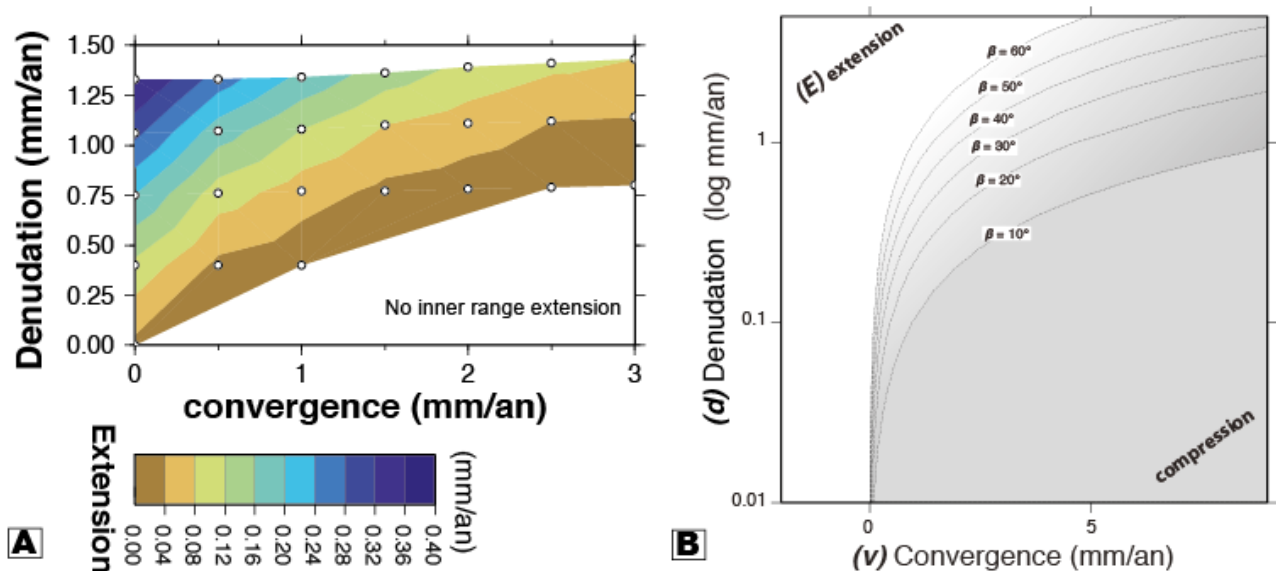 Denudation (mm/an)
1.50
1.25
1.00
0.75
0.50
0.25
0.00
No inner range extension
0
1
2
3
convergence (mm/an)
Extension
(mm/an)
0.00
0.04
0.08
0.12
0.16
0.20
0.24
0.28
0.32
0.36
0.40
A
(d) Denudation (log mm/an)
1
0.1
0.01
(E) extension
β = 60°
β = 50°
β = 40°
β = 30°
β = 20°
β = 10°
compression
0
5
(v) Convergence (mm/an)
B